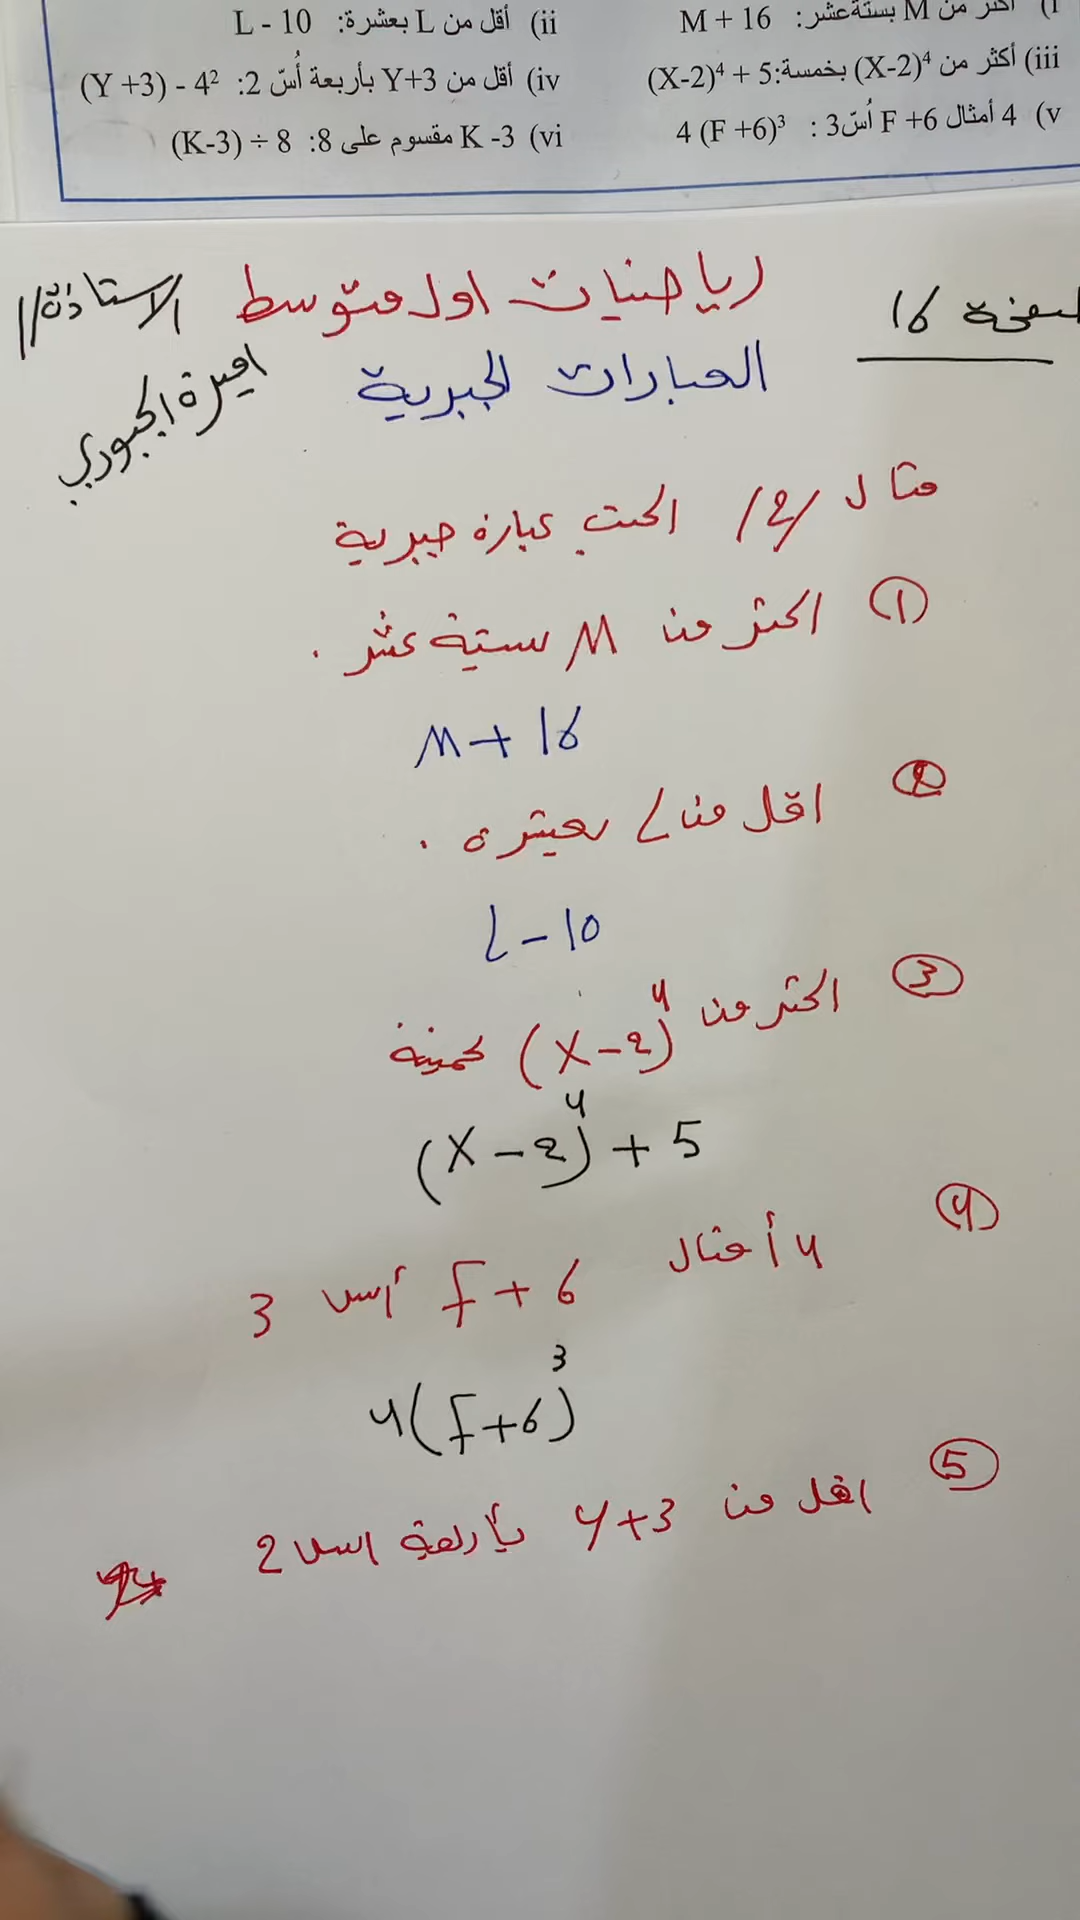 i) أكثر من M بستة عشر: M + 16 ii) أقل من L بعشرة: L - 10
iii) أكثر من (X-2)⁴ بخمسة: (X-2)⁴ + 5 iv) أقل من Y+3 بأربعة أُسّ 2: (Y +3) - 4²
v) 4 أمثال F +6 أُسّ 3 : 4 (F +6)³ vi) K -3 مقسوم على 8: (K-3) ÷ 8
صفحة 16
رياضيات اول متوسط
الاستاذة//
اميرة الجبوري
العبارات الجبرية
مثال /2/ اكتب عبارة جبرية
① اكثر من M بستة عشر .
M + 16
② اقل من L بعشرة .
L - 10
③ اكثر من (X-2)⁴ بخمسة
(X-2)⁴ + 5
④ 4 أمثال F+6 أس 3
4(F+6)³
⑤ اقل من Y+3 بأربعة اس 2